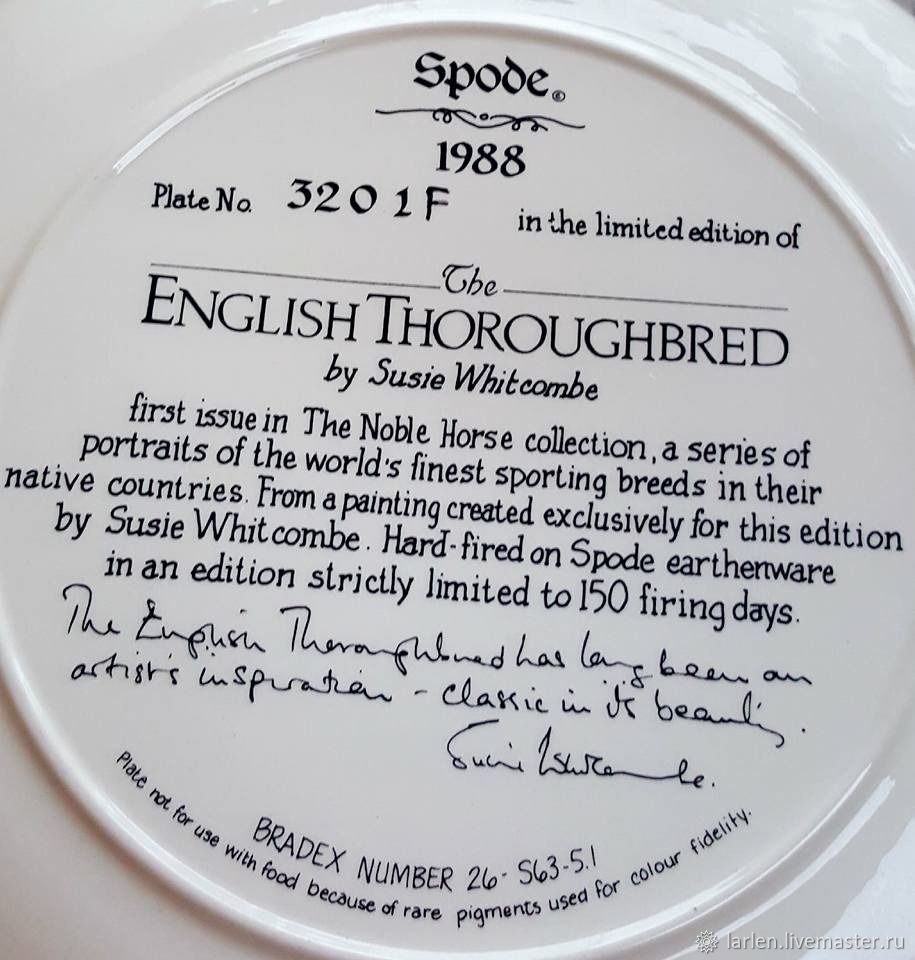 Spode.©
1988
Plate No. 3201F in the limited edition of
The
ENGLISH THOROUGHBRED
by Susie Whitcombe
first issue in The Noble Horse collection, a series of
portraits of the world's finest sporting breeds in their
native countries. From a painting created exclusively for this edition
by Susie Whitcombe. Hard-fired on Spode earthenware
in an edition strictly limited to 150 firing days.
The English Thoroughbred has long been an
artist's inspiration - classic in its beauty.
Susie Whitcombe.
BRADEX NUMBER 26-S63-5.1
Plate not for use with food because of rare pigments used for colour fidelity.
larlen.livemaster.ru